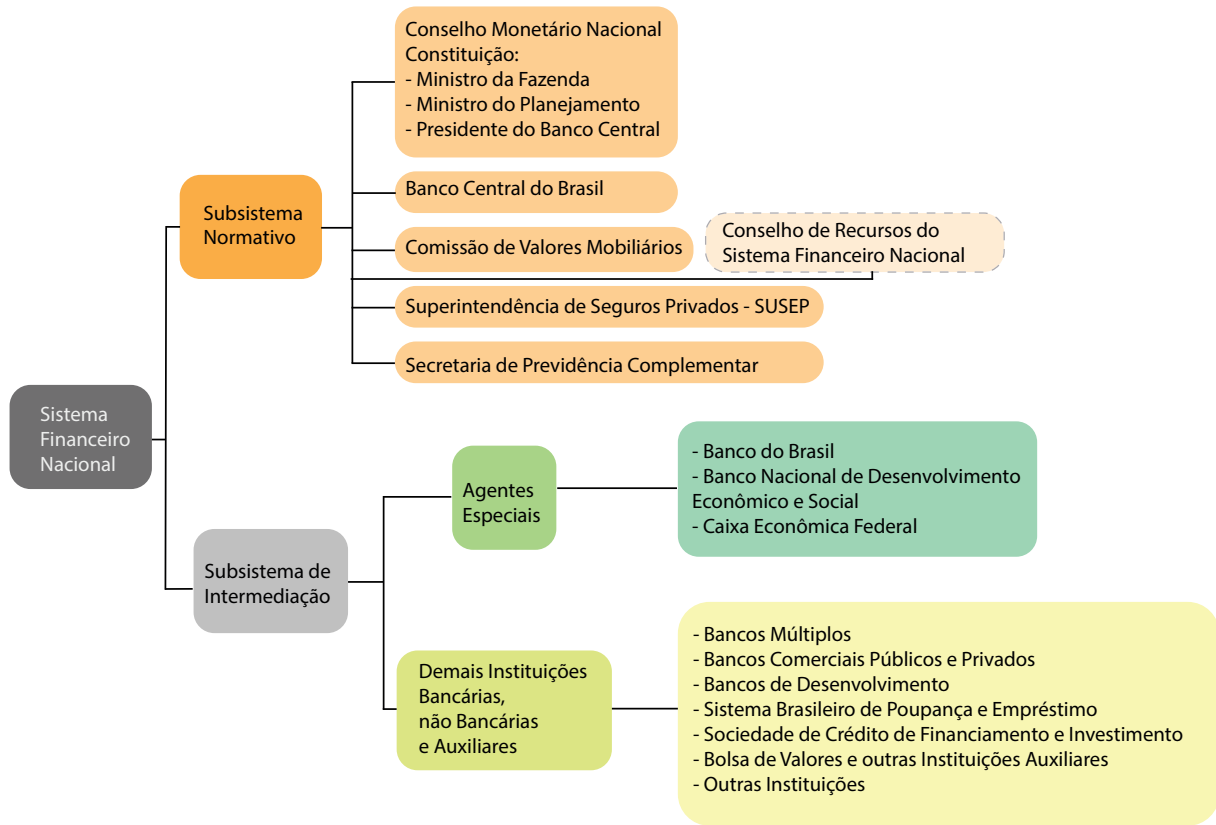 Conselho Monetário Nacional
Constituição:
- Ministro da Fazenda
- Ministro do Planejamento
- Presidente do Banco Central
Subsistema
Normativo
Banco Central do Brasil
Comissão de Valores Mobiliários
Conselho de Recursos do
Sistema Financeiro Nacional
Superintendência de Seguros Privados - SUSEP
Secretaria de Previdência Complementar
Sistema
Financeiro
Nacional
Subsistema de
Intermediação
Agentes
Especiais
- Banco do Brasil
- Banco Nacional de Desenvolvimento
Econômico e Social
- Caixa Econômica Federal
Demais Instituições
Bancárias,
não Bancárias
e Auxiliares
- Bancos Múltiplos
- Bancos Comerciais Públicos e Privados
- Bancos de Desenvolvimento
- Sistema Brasileiro de Poupança e Empréstimo
- Sociedade de Crédito de Financiamento e Investimento
- Bolsa de Valores e outras Instituições Auxiliares
- Outras Instituições